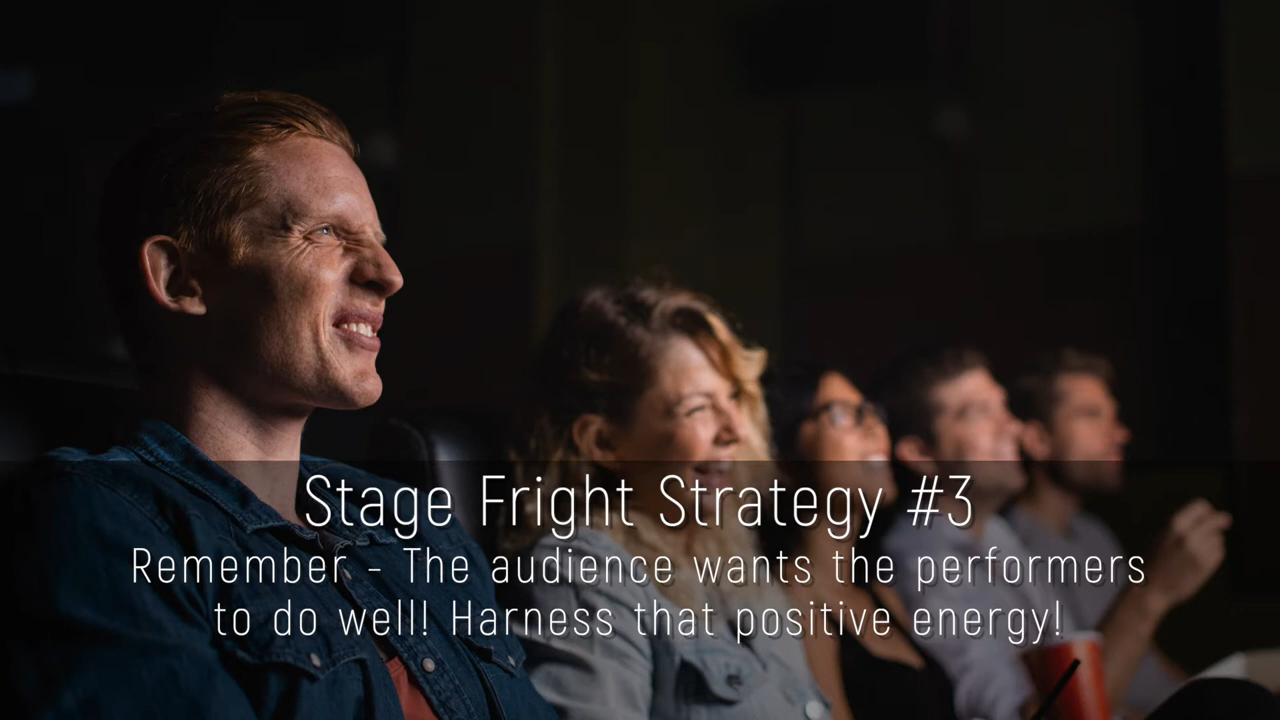 Stage Fright Strategy #3
Remember - The audience wants the performers
to do well! Harness that positive energy!